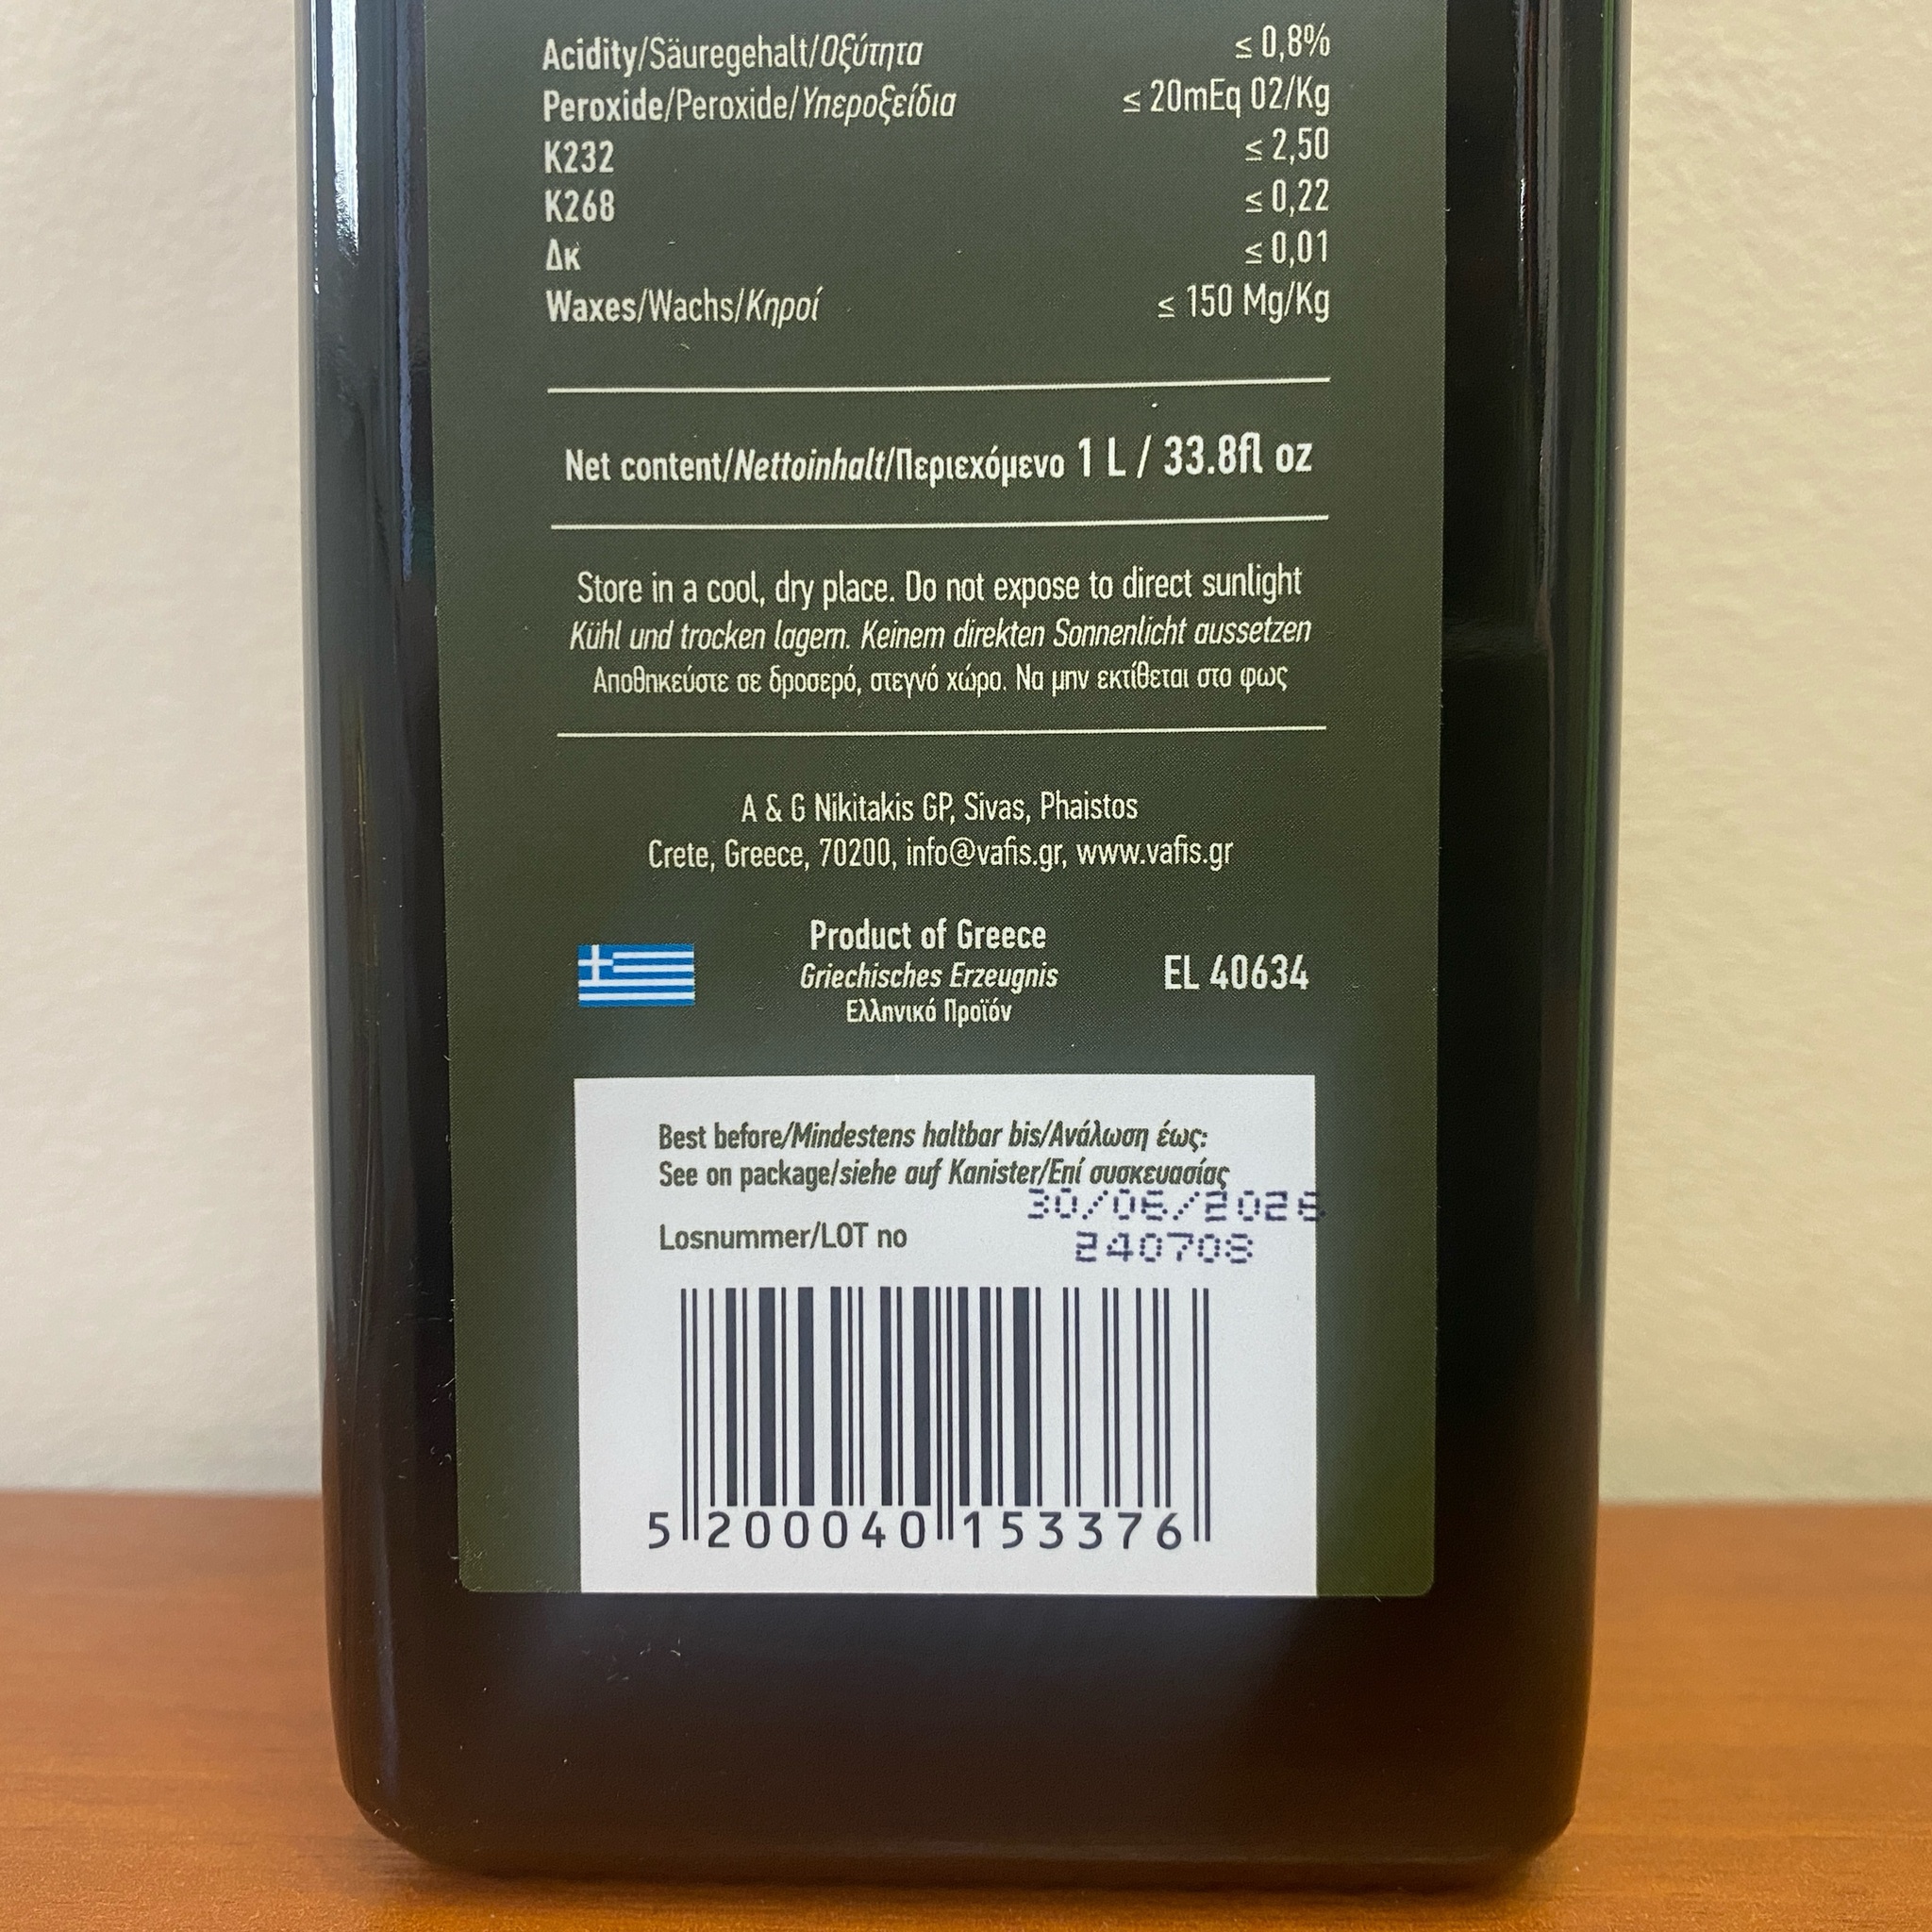 Acidity/Säuregehalt/Οξύτητα ≤ 0,8%
Peroxide/Peroxide/Υπεροξείδια ≤ 20mEq 02/Kg
K232 ≤ 2,50
K268 ≤ 0,22
Δκ ≤ 0,01
Waxes/Wachs/Κηροί ≤ 150 Mg/Kg
Net content/Nettoinhalt/Περιεχόμενο 1 L / 33.8fl oz
Store in a cool, dry place. Do not expose to direct sunlight
Kühl und trocken lagern. Keinem direkten Sonnenlicht aussetzen
Αποθηκεύστε σε δροσερό, στεγνό χώρο. Να μην εκτίθεται στο φως
A & G Nikitakis GP, Sivas, Phaistos
Crete, Greece, 70200, info@vafis.gr, www.vafis.gr
Product of Greece
Griechisches Erzeugnis
Ελληνικό Προϊόν
EL 40634
Best before/Mindestens haltbar bis/Ανάλωση έως:
See on package/siehe auf Kanister/Επί συσκευασίας
30/06/2026
Losnummer/LOT no 240708
5 200040 153376